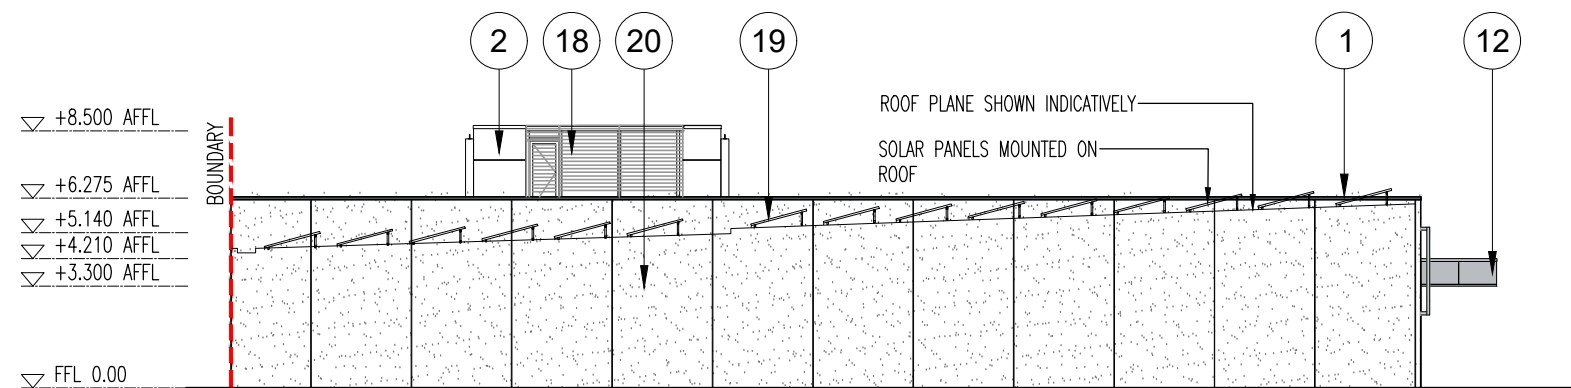 2
18
20
19
1
12
+8.500 AFFL
+6.275 AFFL
+5.140 AFFL
+4.210 AFFL
+3.300 AFFL
FFL 0.00
BOUNDARY
ROOF PLANE SHOWN INDICATIVELY
SOLAR PANELS MOUNTED ON
ROOF